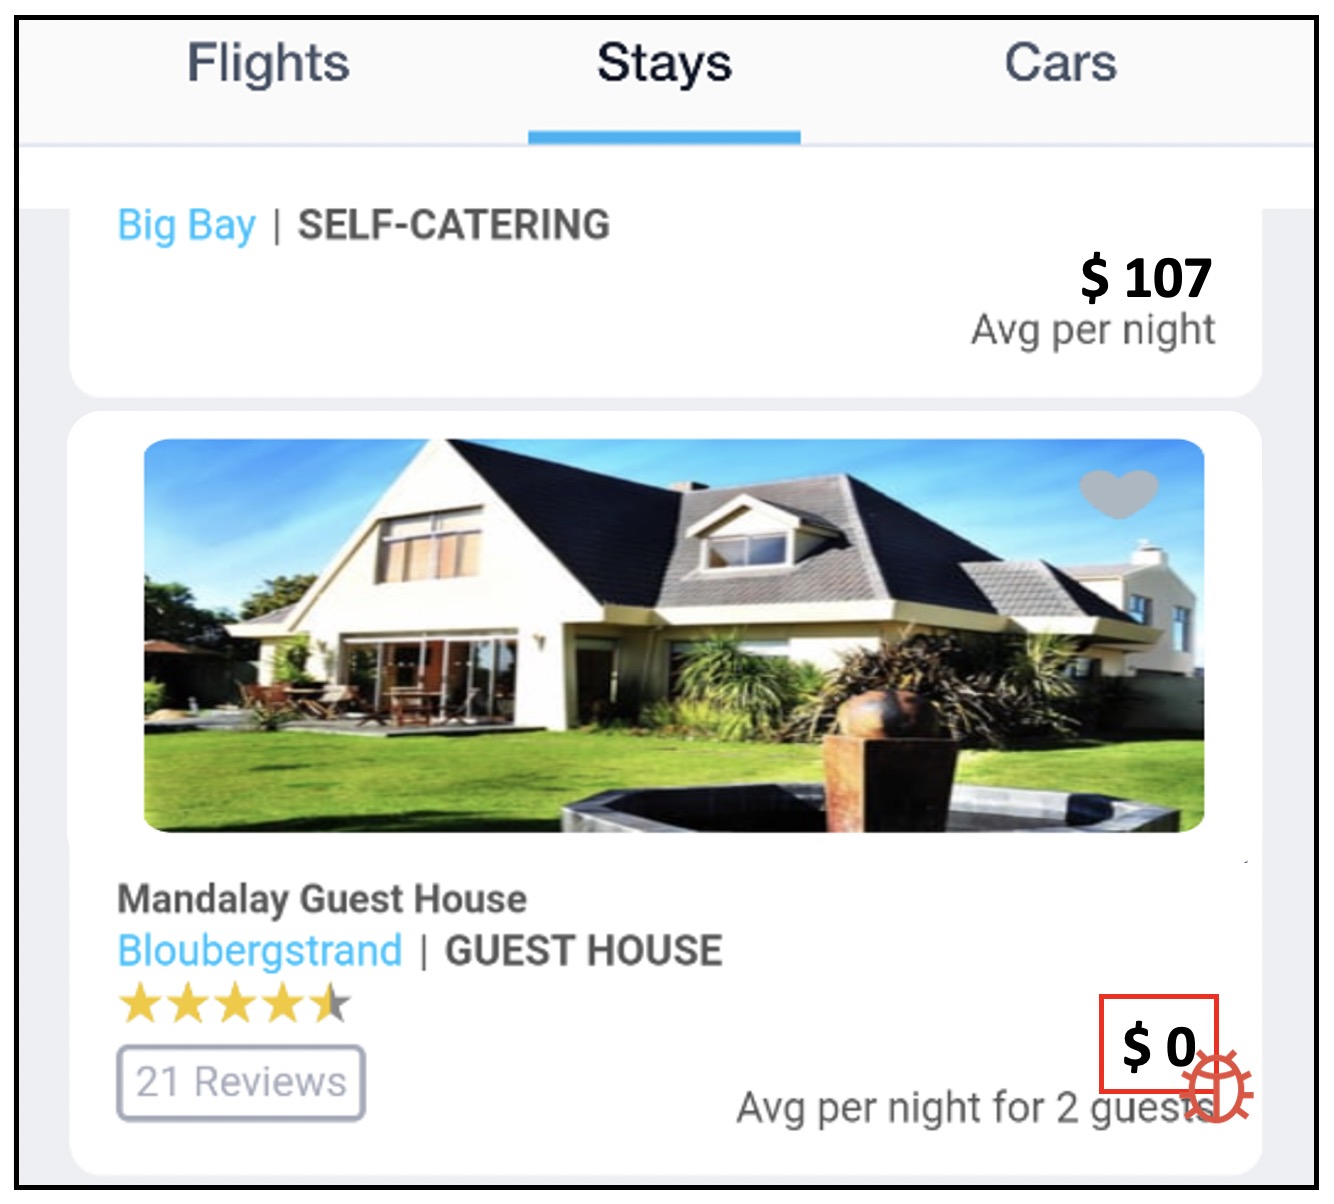 Flights Stays Cars
Big Bay | SELF-CATERING
$ 107
Avg per night
Mandalay Guest House
Bloubergstrand | GUEST HOUSE
21 Reviews
$ 0
Avg per night for 2 guests